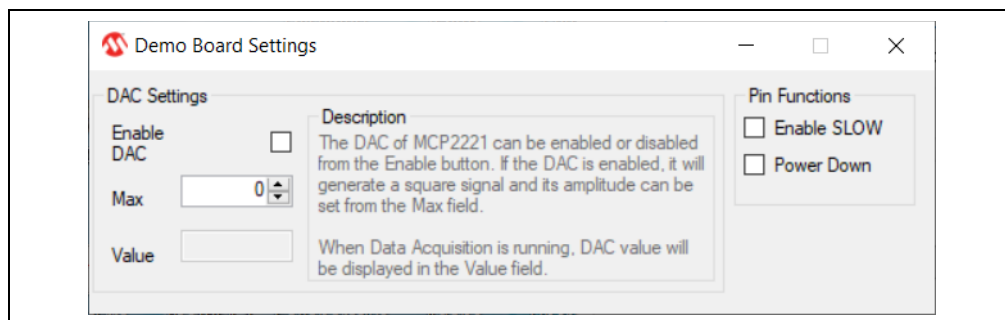 Demo Board Settings
DAC Settings
Enable
DAC
Max
0
Value
Description
The DAC of MCP2221 can be enabled or disabled
from the Enable button. If the DAC is enabled, it will
generate a square signal and its amplitude can be
set from the Max field.
When Data Acquisition is running, DAC value will
be displayed in the Value field.
Pin Functions
Enable SLOW
Power Down